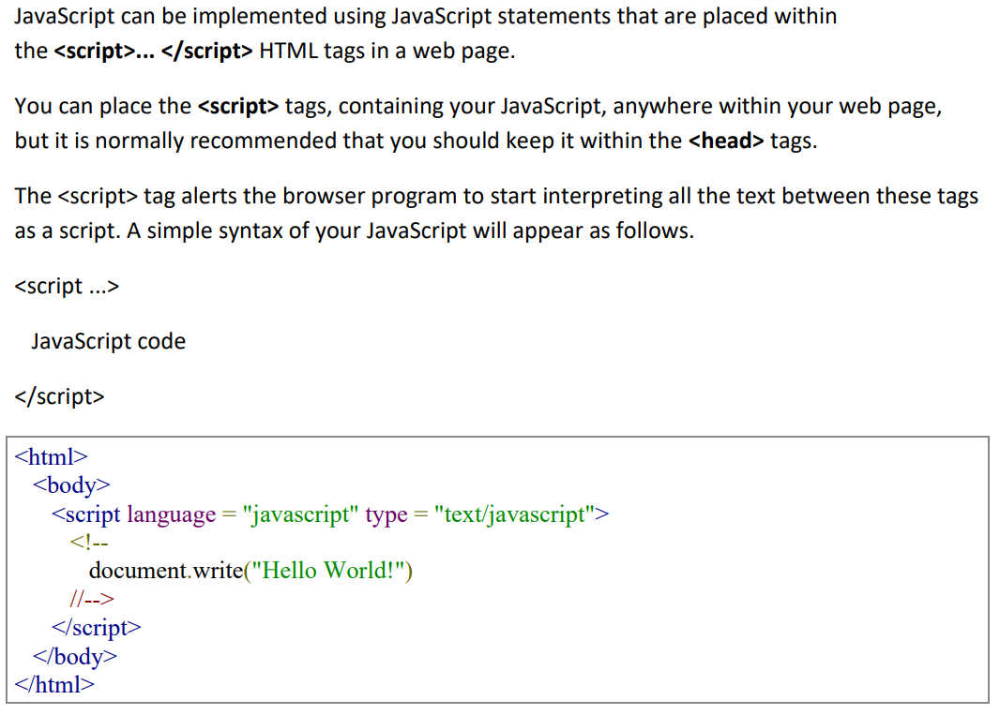 JavaScript can be implemented using JavaScript statements that are placed within
the <script>... </script> HTML tags in a web page.
You can place the <script> tags, containing your JavaScript, anywhere within your web page,
but it is normally recommended that you should keep it within the <head> tags.
The <script> tag alerts the browser program to start interpreting all the text between these tags
as a script. A simple syntax of your JavaScript will appear as follows.
<script ...>
JavaScript code
</script>
<html>
<body>
<script language = "javascript" type = "text/javascript">
<!--
document.write("Hello World!")
//-->
</script>
</body>
</html>